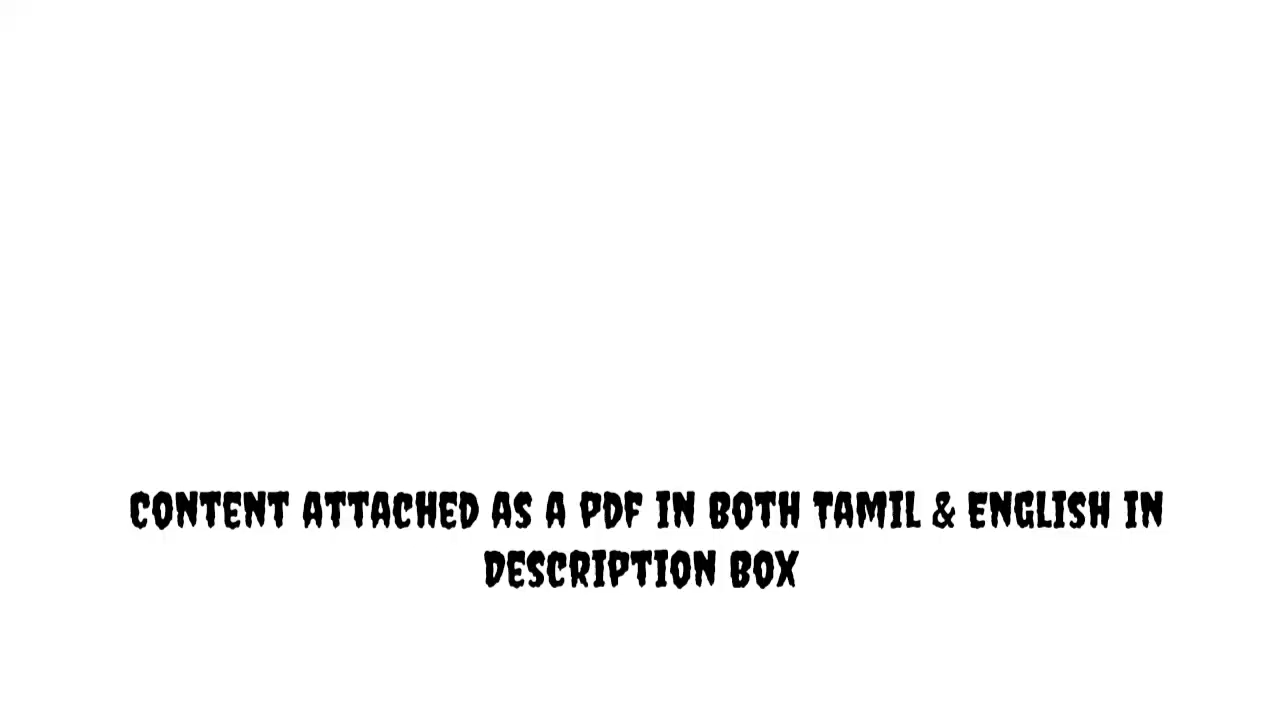 CONTENT ATTACHED AS A PDF IN BOTH TAMIL & ENGLISH IN
DESCRIPTION BOX